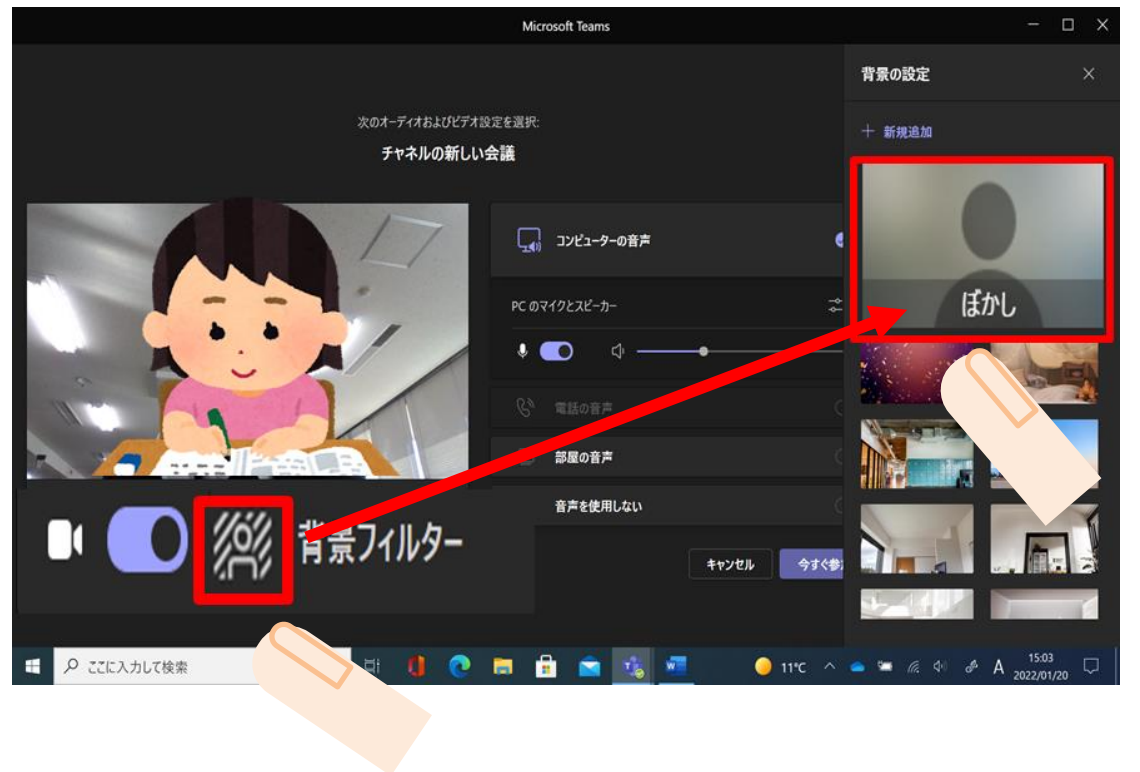 Microsoft Teams
背景の設定
次のオーディオおよびビデオ設定を選択:
チャネルの新しい会議
+ 新規追加
ぼかし
コンピューターの音声
PC のマイクとスピーカー
電話の音声
部屋の音声
音声を使用しない
背景フィルター
キャンセル
今すぐ参
ここに入力して検索
11°C
A
15:03
2022/01/20